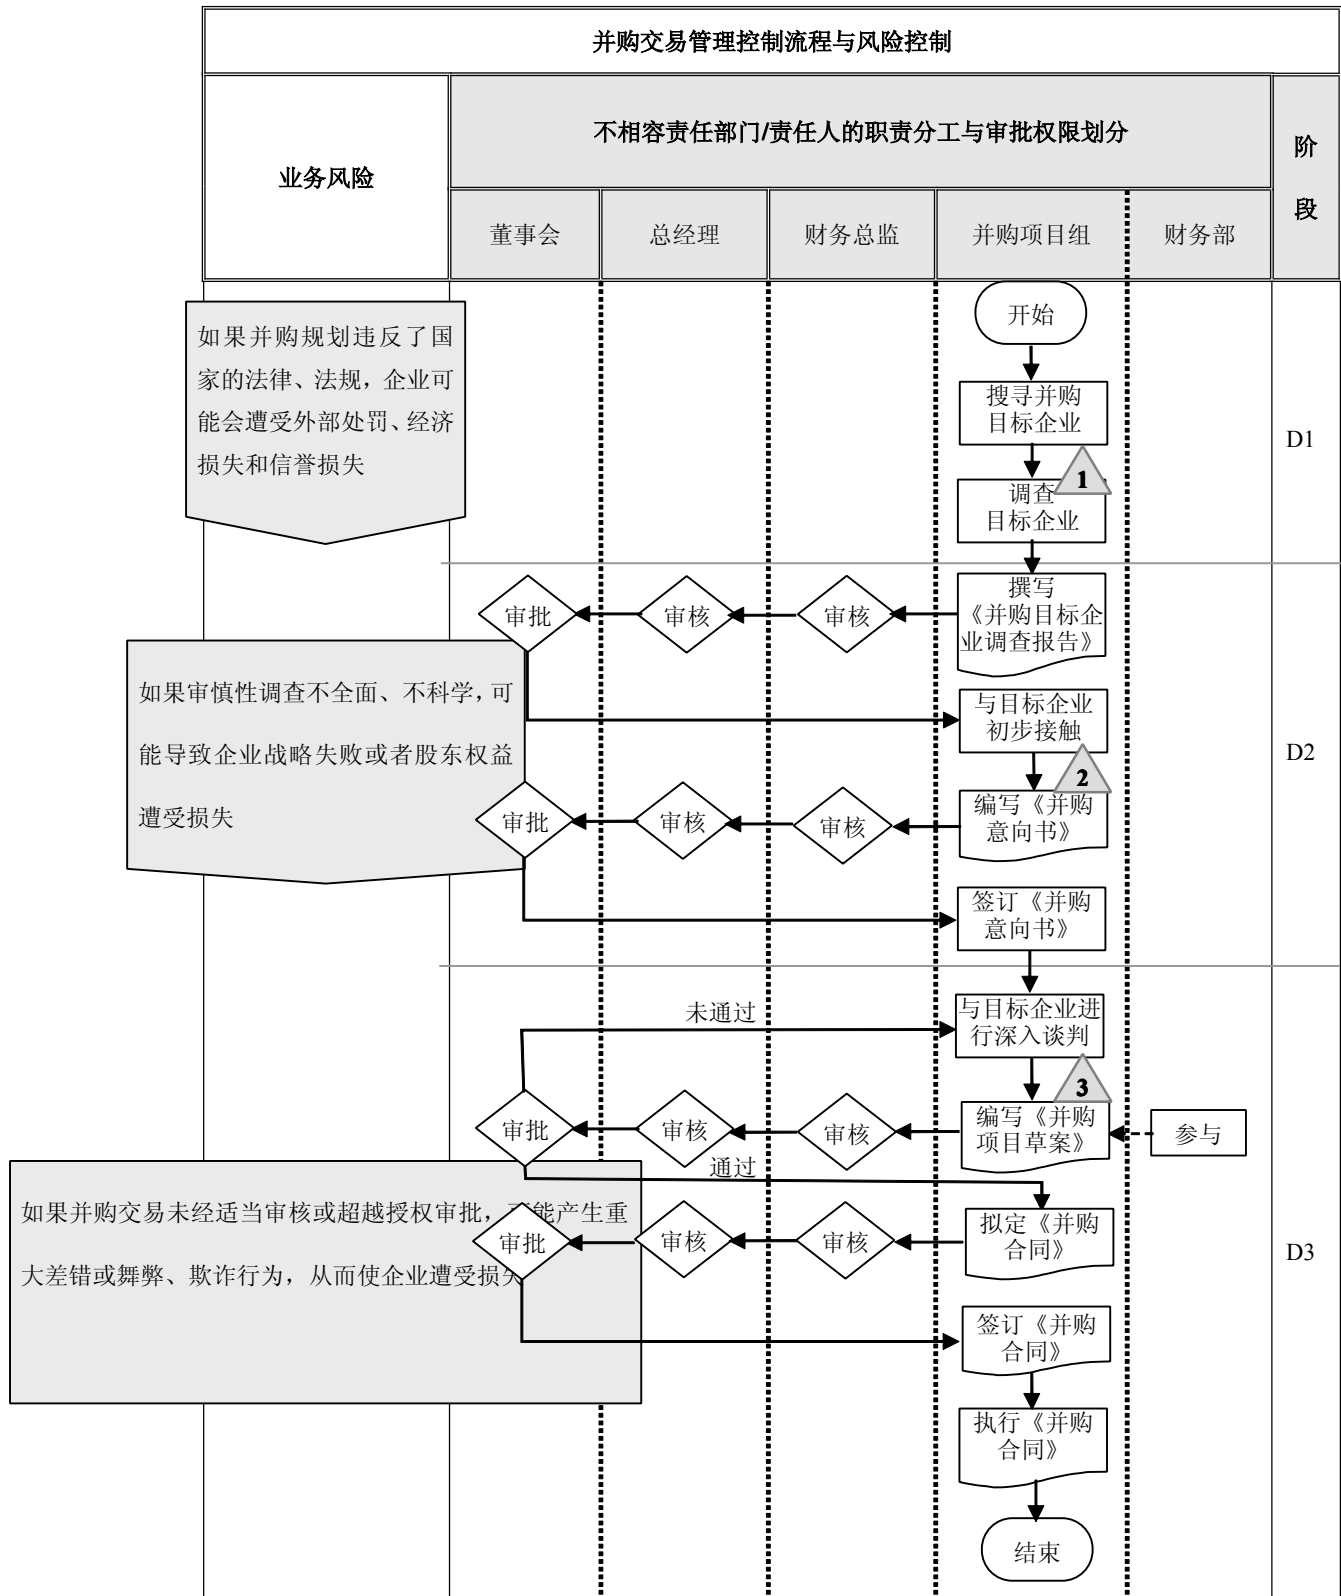 并购交易管理控制流程与风险控制
业务风险
不相容责任部门/责任人的职责分工与审批权限划分
阶
段
董事会
总经理
财务总监
并购项目组
财务部
开始
如果并购规划违反了国
家的法律、法规，企业可
能会遭受外部处罚、经济
损失和信誉损失
搜寻并购
目标企业
D1
1
调查
目标企业
撰写
《并购目标企
业调查报告》
审核
审核
审批
如果审慎性调查不全面、不科学，可
能导致企业战略失败或者股东权益
遭受损失
与目标企业
初步接触
D2
2
编写《并购
意向书》
审核
审核
审批
签订《并购
意向书》
未通过
与目标企业进
行深入谈判
3
编写《并购
项目草案》
参与
审核
审核
审批
通过
如果并购交易未经适当审核或超越授权审批，可能产生重
大差错或舞弊、欺诈行为，从而使企业遭受损失
拟定《并购
合同》
审核
审核
审批
D3
签订《并购
合同》
执行《并购
合同》
结束